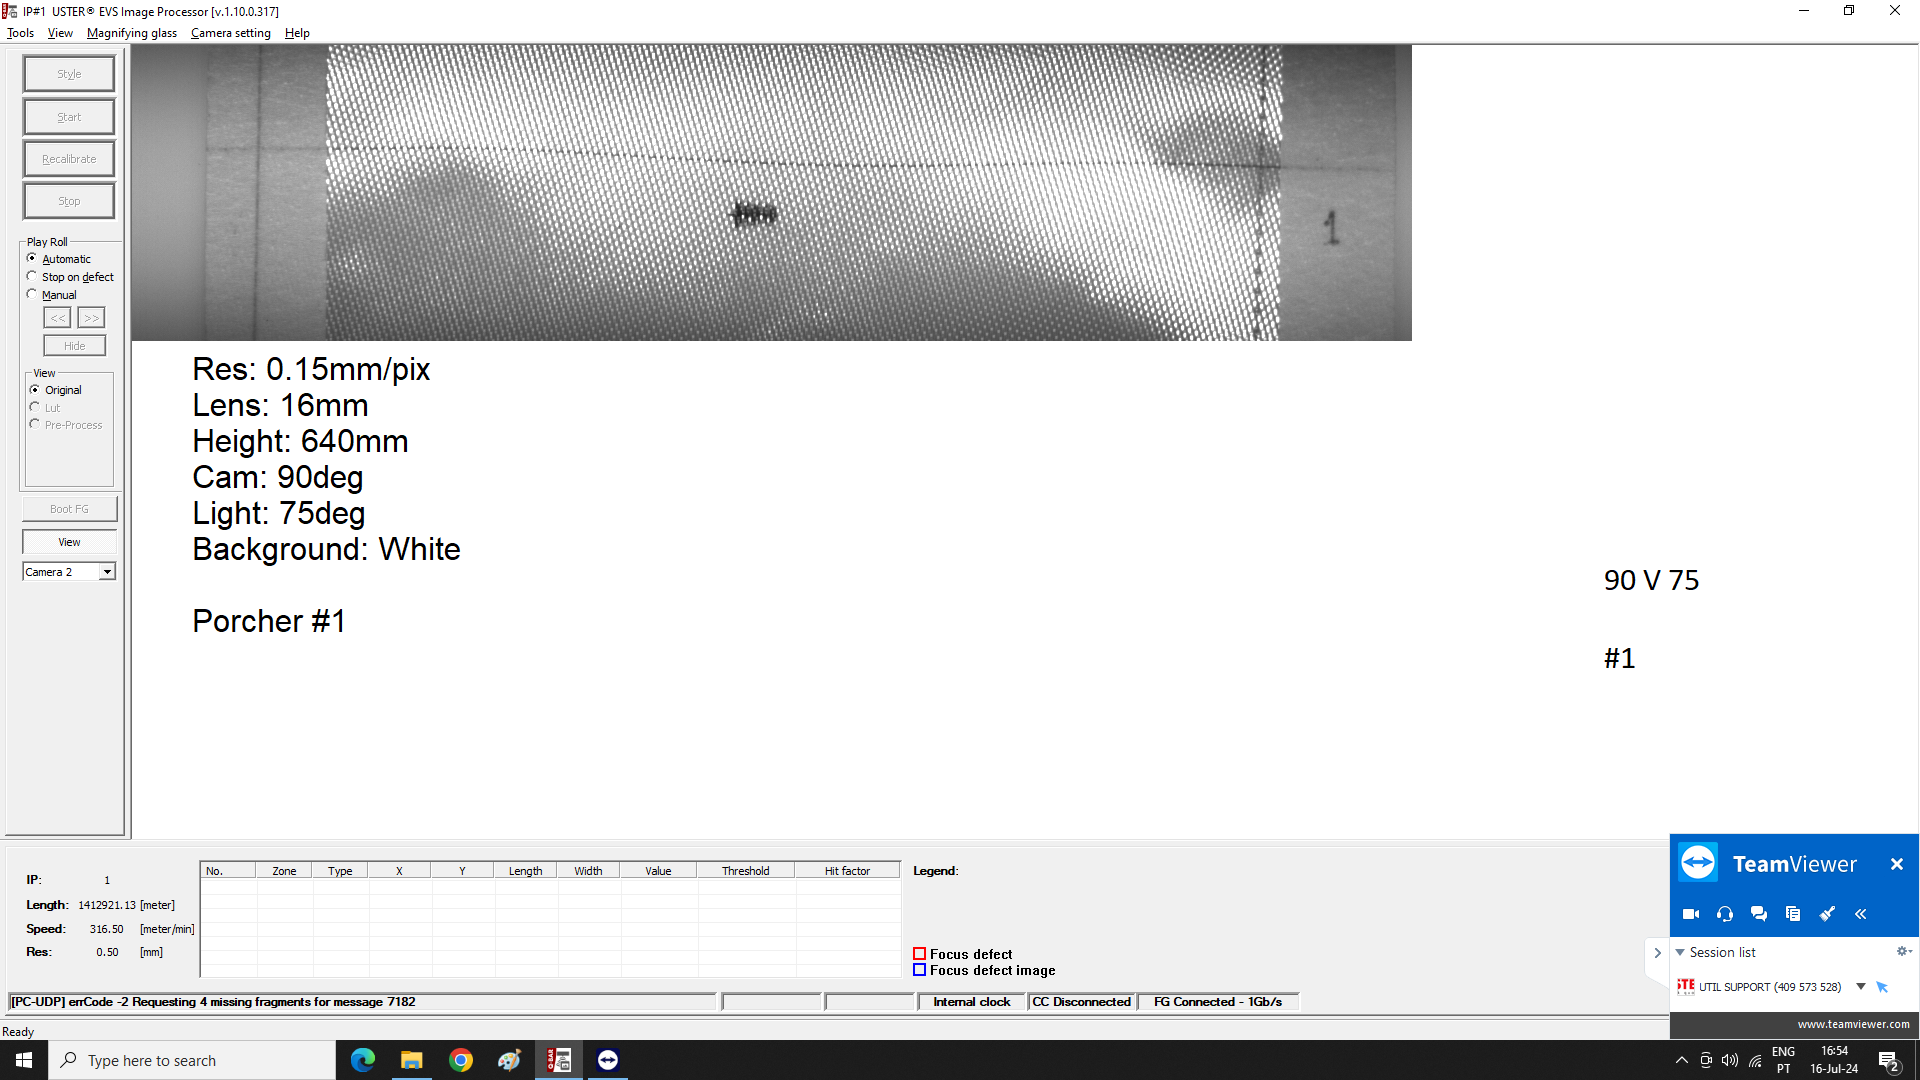 IP#1 USTER® EVS Image Processor [v.1.10.0.317]
Tools View Magnifying glass Camera setting Help
Style
Start
Recalibrate
Stop
Play Roll
Automatic
Stop on defect
Manual
<< >>
Hide
View
Original
Lut
Pre-Process
Boot FG
View
Camera 2
1
Res: 0.15mm/pix
Lens: 16mm
Height: 640mm
Cam: 90deg
Light: 75deg
Background: White
Porcher #1
90 V 75
#1
IP: 1
Length: 1412921.13 [meter]
Speed: 316.50 [meter/min]
Res: 0.50 [mm]
No. Zone Type X Y Length Width Value Threshold Hit factor
Legend:
Focus defect
Focus defect image
[PC-UDP] errCode -2 Requesting 4 missing fragments for message 7182
Internal clock
CC Disconnected
FG Connected - 1Gb/s
Ready
TeamViewer
Session list
STE
UTIL SUPPORT (409 573 528)
www.teamviewer.com
Type here to search
Q-BAR
ENG
PT
16:54
16-Jul-24
2